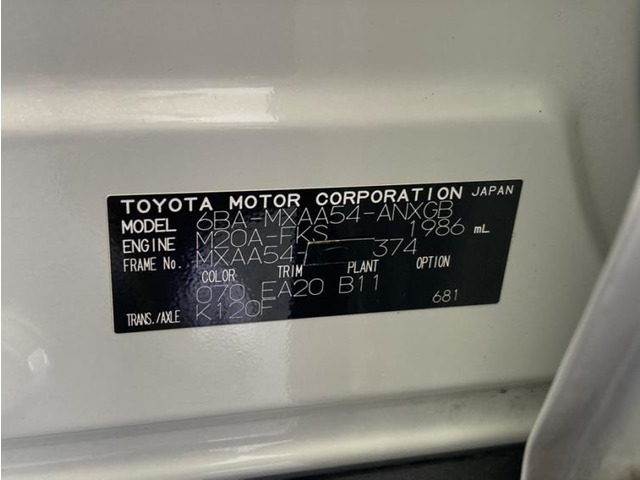 TOYOTA MOTOR CORPORATION JAPAN
MODEL 6BA-MXAA54-ANXGB
ENGINE M20A-FKS 1986 mL
FRAME No. MXAA54- 374
COLOR TRIM PLANT OPTION
070 EA20 B11
TRANS./AXLE K120F 681